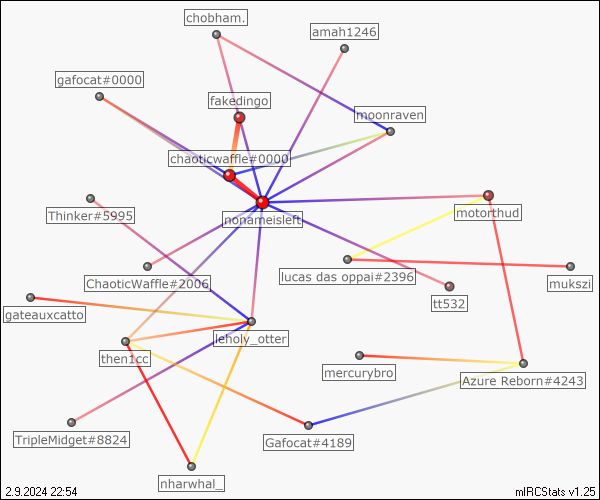 chobham.
amah1246
gafocat#0000
fakedingo
moonraven
chaoticwaffle#0000
Thinker#5995
nonameisleft
motorthud
ChaoticWaffle#2006
lucas das oppai#2396
mukszi
tt532
gateauxcatto
leholy_otter
then1cc
mercurybro
Azure Reborn#4243
TripleMidget#8824
Gafocat#4189
nharwhal_
2.9.2024 22:54
mIRCStats v1.25